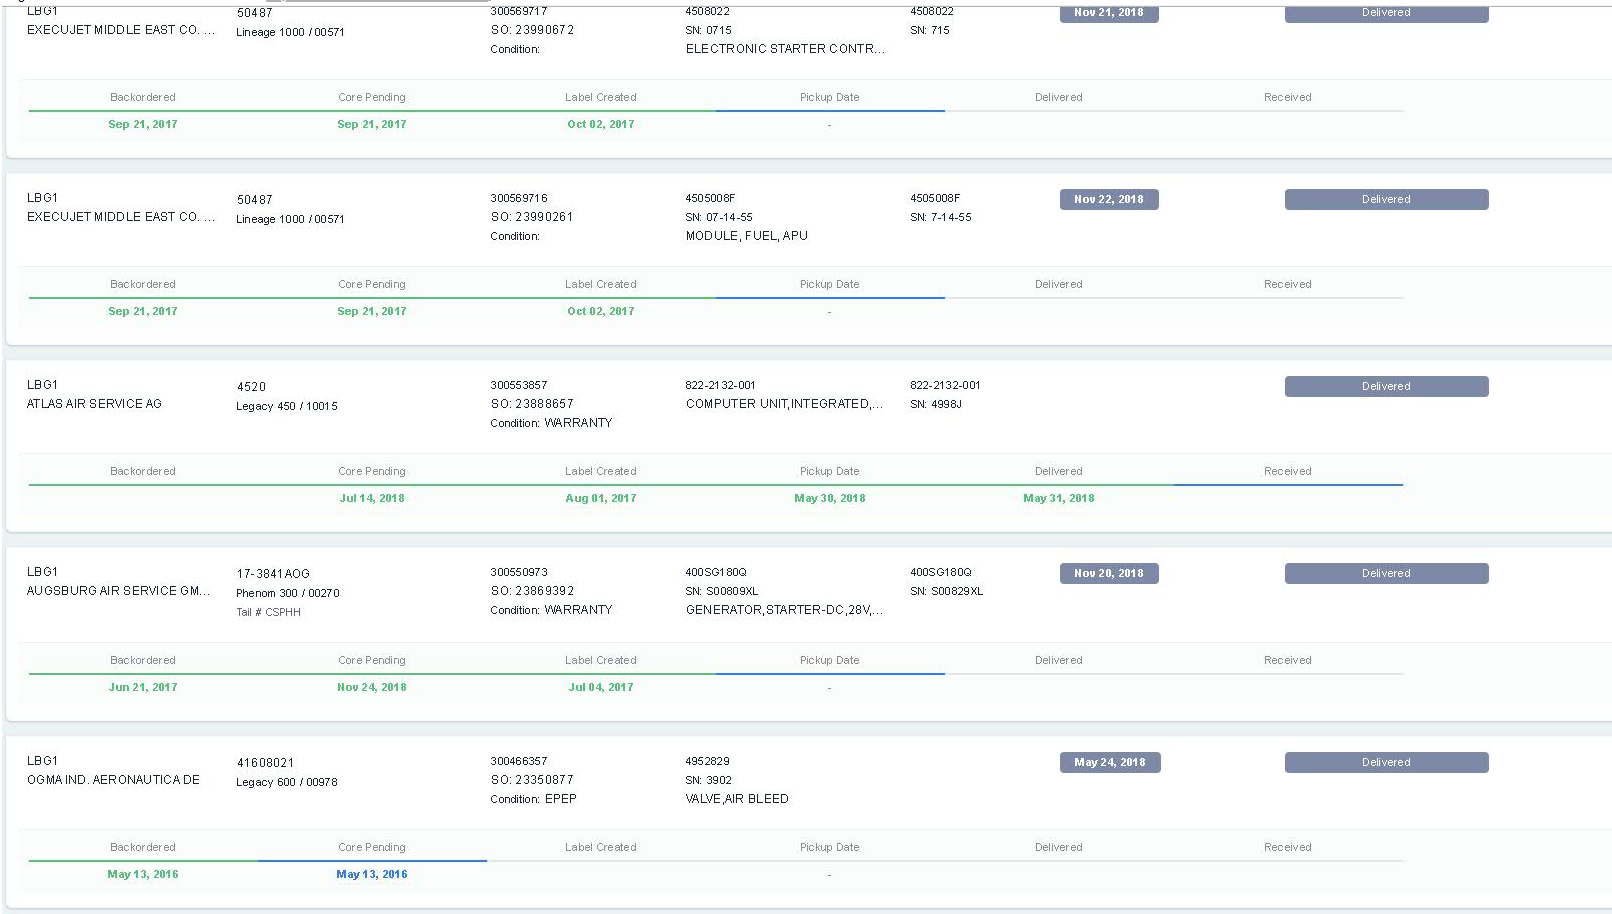 LBG1 50487 300569717 4508022 4508022 Nov 21, 2018 Delivered
EXECUJET MIDDLE EAST CO. ... Lineage 1000 / 00571 SO: 23990672 SN: 0715 SN: 715
Condition: ELECTRONIC STARTER CONTR...
Backordered Core Pending Label Created Pickup Date Delivered Received
Sep 21, 2017 Sep 21, 2017 Oct 02, 2017 -
LBG1 50487 300569716 4505008F 4505008F Nov 22, 2018 Delivered
EXECUJET MIDDLE EAST CO. ... Lineage 1000 / 00571 SO: 23990261 SN: 07-14-55 SN: 7-14-55
Condition: MODULE, FUEL, APU
Backordered Core Pending Label Created Pickup Date Delivered Received
Sep 21, 2017 Sep 21, 2017 Oct 02, 2017 -
LBG1 4520 300553857 822-2132-001 822-2132-001 Delivered
ATLAS AIR SERVICE AG Legacy 450 / 10015 SO: 23888657 COMPUTER UNIT,INTEGRATED,... SN: 4998J
Condition: WARRANTY
Backordered Core Pending Label Created Pickup Date Delivered Received
Jul 14, 2018 Aug 01, 2017 May 30, 2018 May 31, 2018
LBG1 17-3841AOG 300550973 400SG180Q 400SG180Q Nov 20, 2018 Delivered
AUGSBURG AIR SERVICE GM... Phenom 300 / 00270 SO: 23869392 SN: S00809XL SN: S00829XL
Tail # CSPHH Condition: WARRANTY GENERATOR,STARTER-DC,28V,...
Backordered Core Pending Label Created Pickup Date Delivered Received
Jun 21, 2017 Nov 24, 2018 Jul 04, 2017 -
LBG1 41608021 300466357 4952829 May 24, 2018 Delivered
OGMA IND. AERONAUTICA DE Legacy 600 / 00978 SO: 23350877 SN: 3902
Condition: EPEP VALVE,AIR BLEED
Backordered Core Pending Label Created Pickup Date Delivered Received
May 13, 2016 May 13, 2016 -